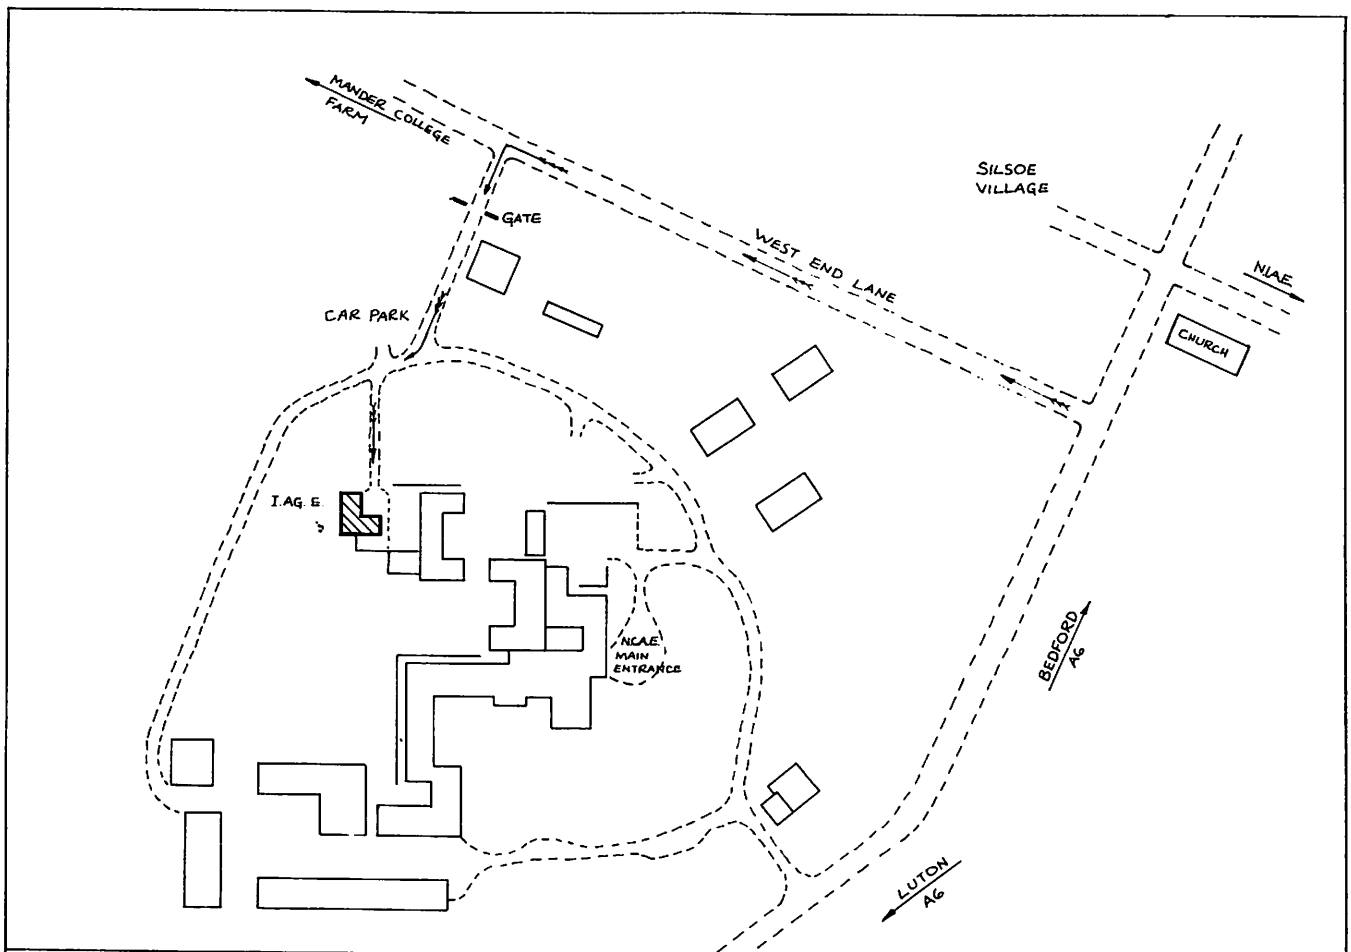 MANDER COLLEGE
FARM
SILSOE
VILLAGE
GATE
WEST END LANE
N.I.A.E.
CAR PARK
CHURCH
I.AG. E.
N.C.A.E.
MAIN
ENTRANCE
BEDFORD
A6
LUTON
A6